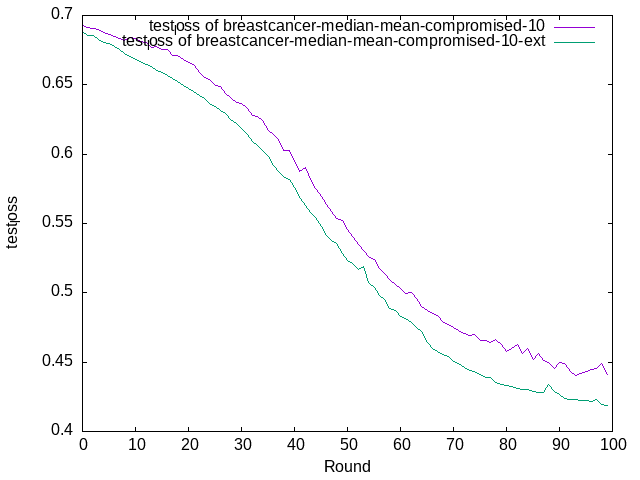 0.7
testₗoss of breastcancer-median-mean-compromised-10
testₗoss of breastcancer-median-mean-compromised-10-ext
0.65
0.6
0.55
testₗoss
0.5
0.45
0.4
0 10 20 30 40 50 60 70 80 90 100
Round